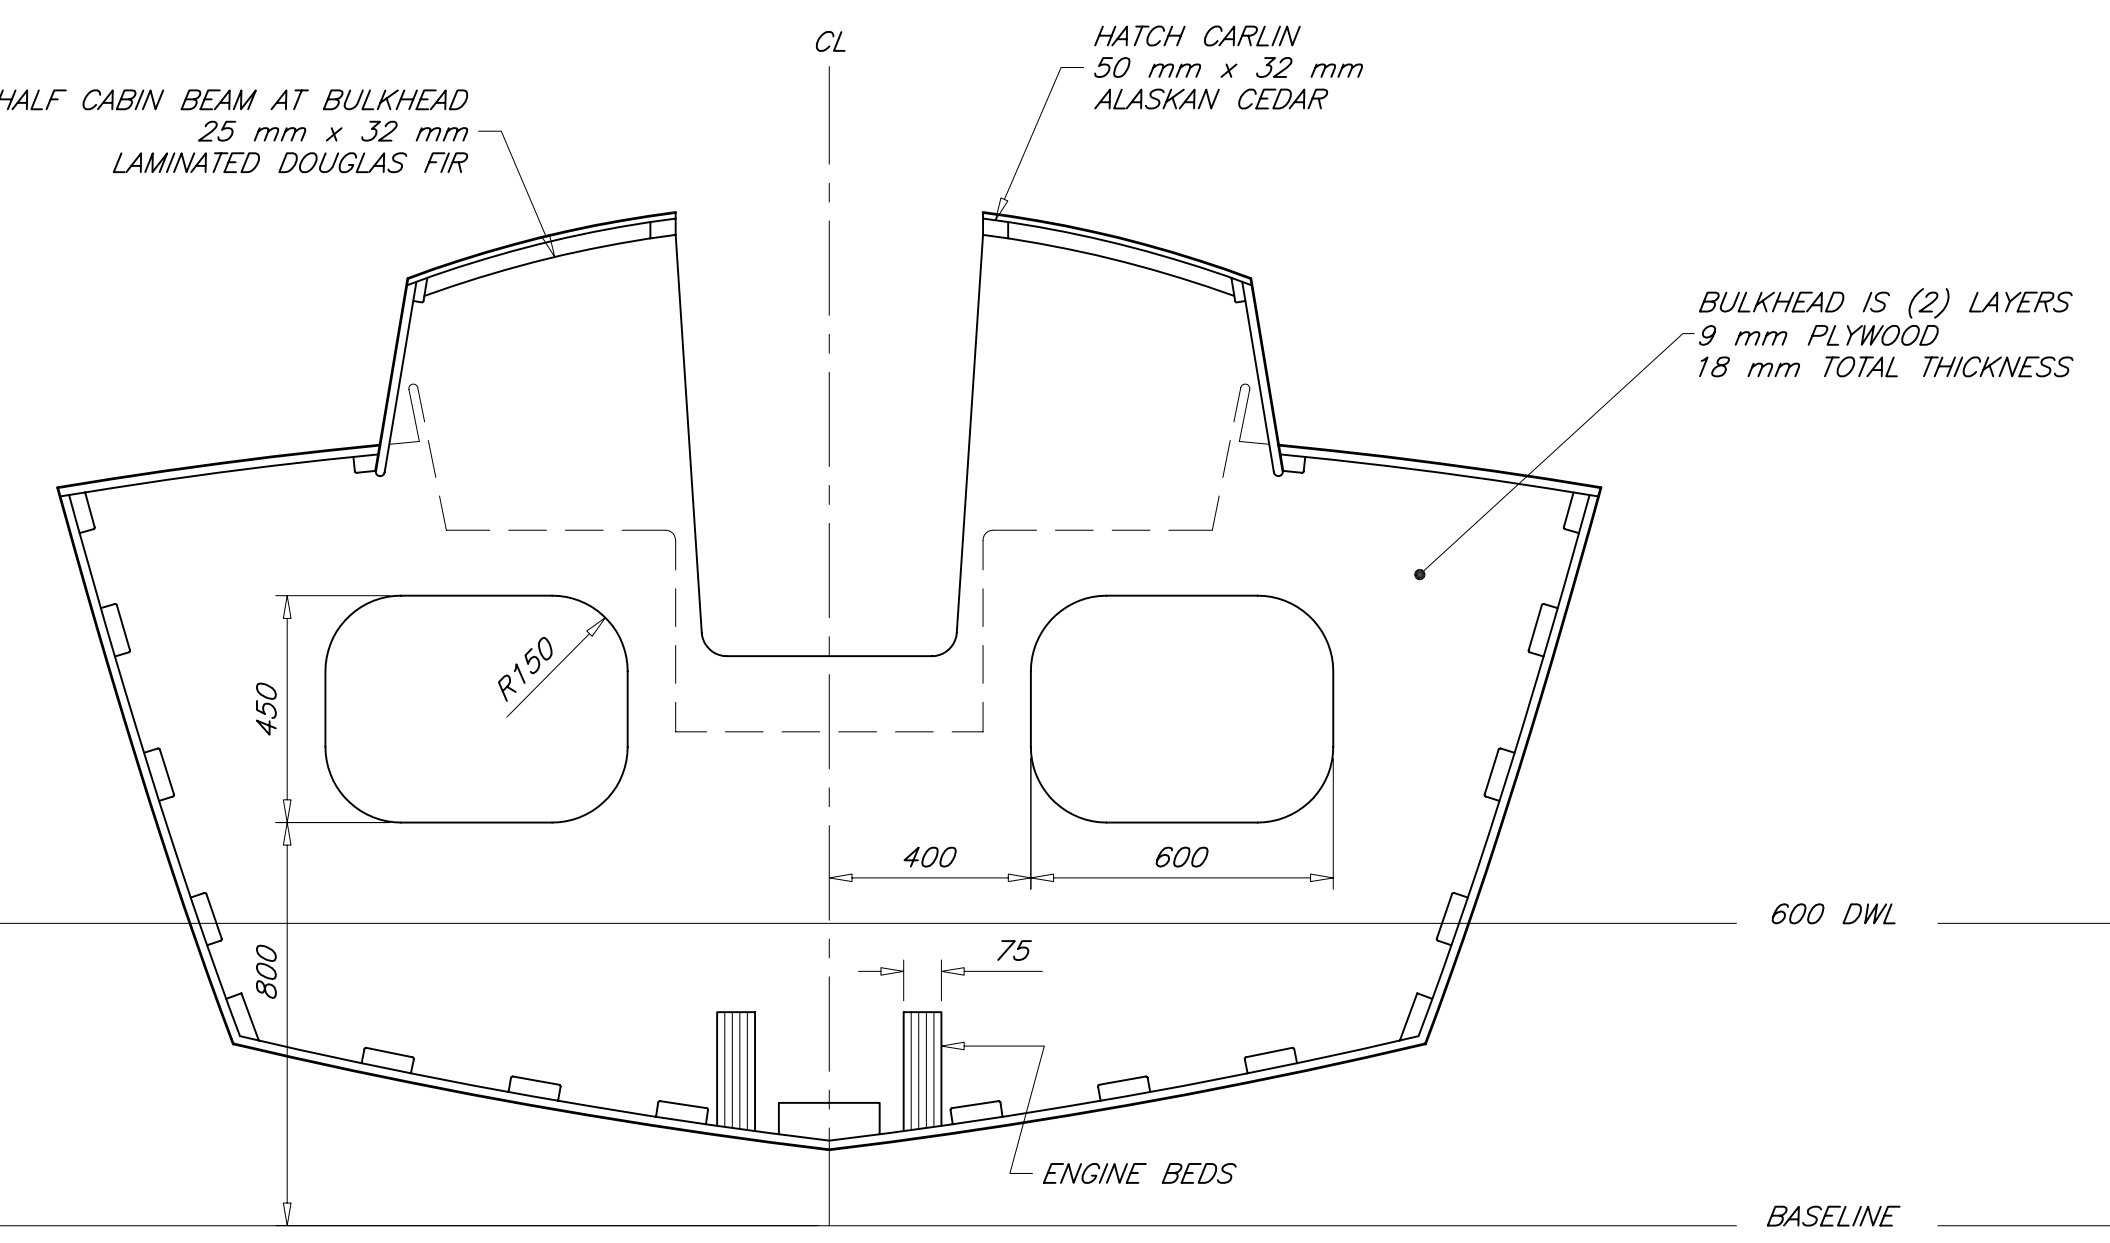 CL
HATCH CARLIN
50 mm x 32 mm
ALASKAN CEDAR
HALF CABIN BEAM AT BULKHEAD
25 mm x 32 mm
LAMINATED DOUGLAS FIR
BULKHEAD IS (2) LAYERS
9 mm PLYWOOD
18 mm TOTAL THICKNESS
R150
450
400
600
600 DWL
75
800
ENGINE BEDS
BASELINE